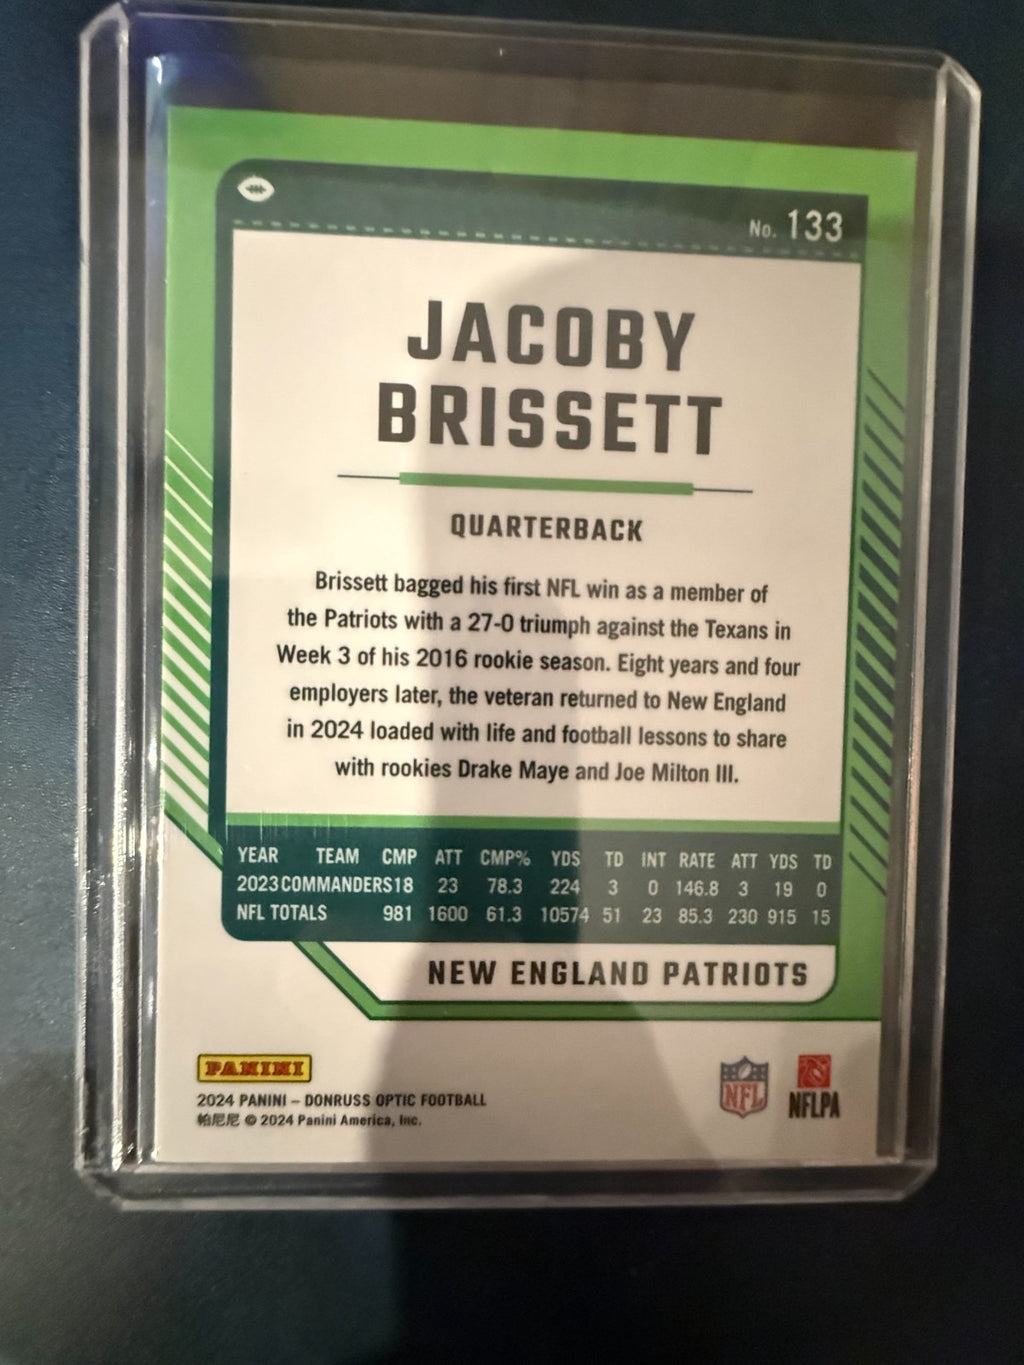 No. 133
JACOBY
BRISSETT
QUARTERBACK
Brissett bagged his first NFL win as a member of
the Patriots with a 27-0 triumph against the Texans in
Week 3 of his 2016 rookie season. Eight years and four
employers later, the veteran returned to New England
in 2024 loaded with life and football lessons to share
with rookies Drake Maye and Joe Milton III.
YEAR TEAM CMP ATT CMP% YDS TD INT RATE ATT YDS TD
2023 COMMANDERS 18 23 78.3 224 3 0 146.8 3 19 0
NFL TOTALS 981 1600 61.3 10574 51 23 85.3 230 915 15
NEW ENGLAND PATRIOTS
PANINI
2024 PANINI – DONRUSS OPTIC FOOTBALL
帕尼尼 © 2024 Panini America, Inc.
NFL
NFLPA